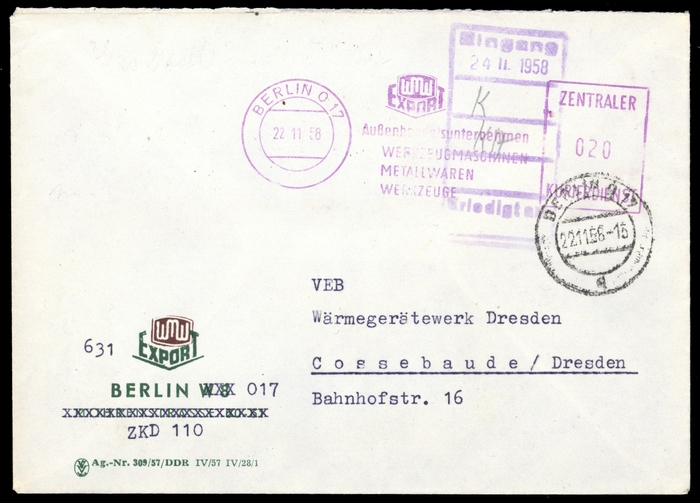 Eingang
24 11. 1958
K
BERLIN O 17
22 11 58
WMW
EXPORT
Außenhandelsunternehmen
WERKZEUGMASCHINEN
METALLWAREN
WERKZEUGE
Erledigt
ZENTRALER
020
KURIERDIENST
BERLIN O 17
22.11.58-15
VEB
Wärmegerätewerk Dresden
Cossebaude/Dresden
Bahnhofstr. 16
631
WMW
EXPORT
BERLIN W8 017
ZKD 110
Ag.-Nr. 309/57/DDR IV/57 IV/28/1